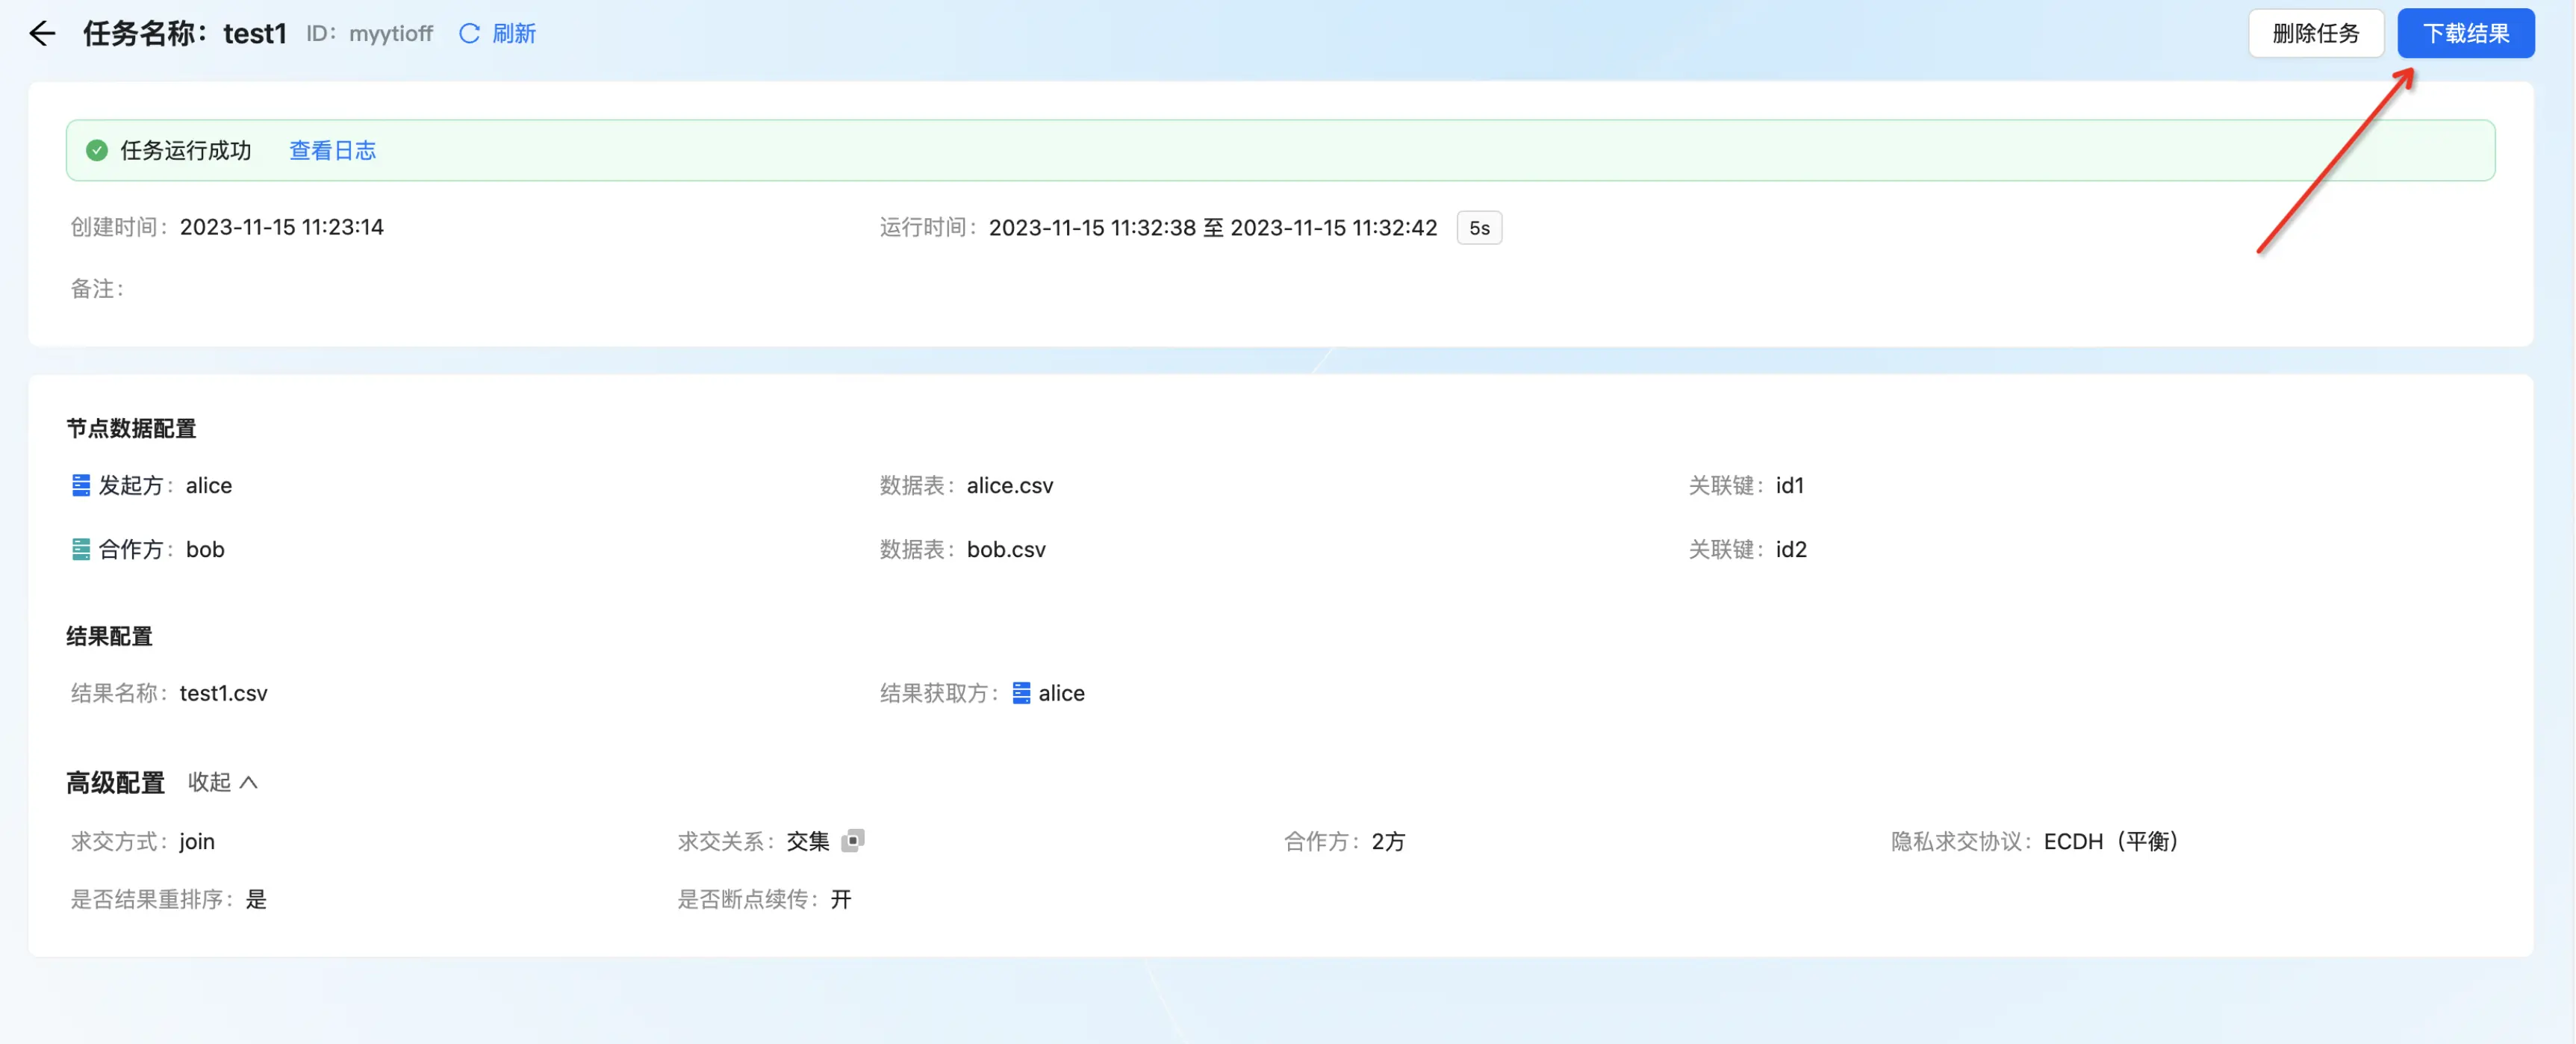 任务名称：test1 ID：myytioff 刷新 删除任务 下载结果
任务运行成功 查看日志
创建时间：2023-11-15 11:23:14 运行时间：2023-11-15 11:32:38 至 2023-11-15 11:32:42 5s
备注：
节点数据配置
发起方：alice 数据表：alice.csv 关联键：id1
合作方：bob 数据表：bob.csv 关联键：id2
结果配置
结果名称：test1.csv 结果获取方：alice
高级配置 收起
求交方式：join 求交关系：交集 合作方：2方 隐私求交协议：ECDH（平衡）
是否结果重排序：是 是否断点续传：开